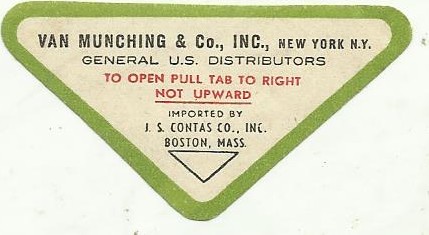 VAN MUNCHING & Co., INC., NEW YORK N.Y.
GENERAL U.S. DISTRIBUTORS
TO OPEN PULL TAB TO RIGHT
NOT UPWARD
IMPORTED BY
J. S. CONTAS CO., INC.
BOSTON, MASS.